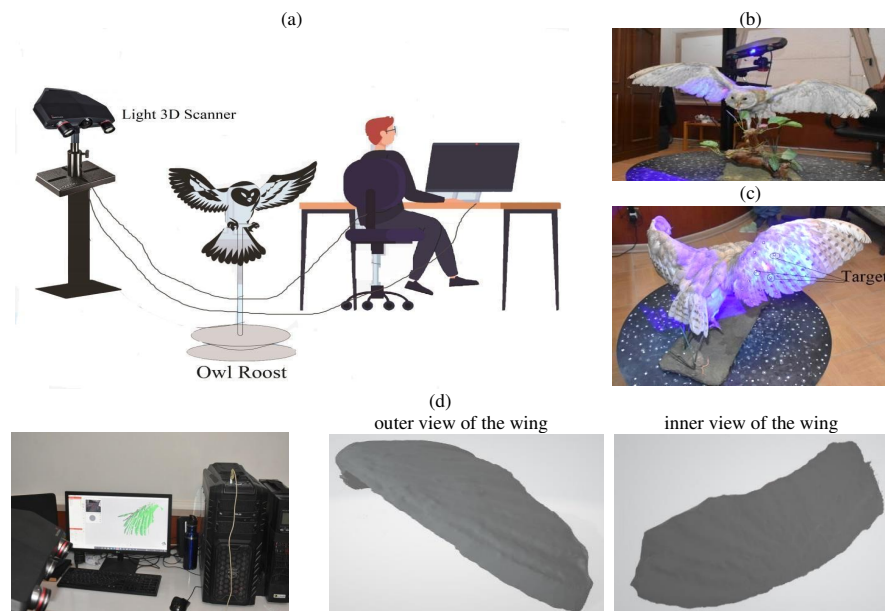 (a)
Light 3D Scanner
Owl Roost
(b)
(c)
Target
(d)
outer view of the wing
inner view of the wing